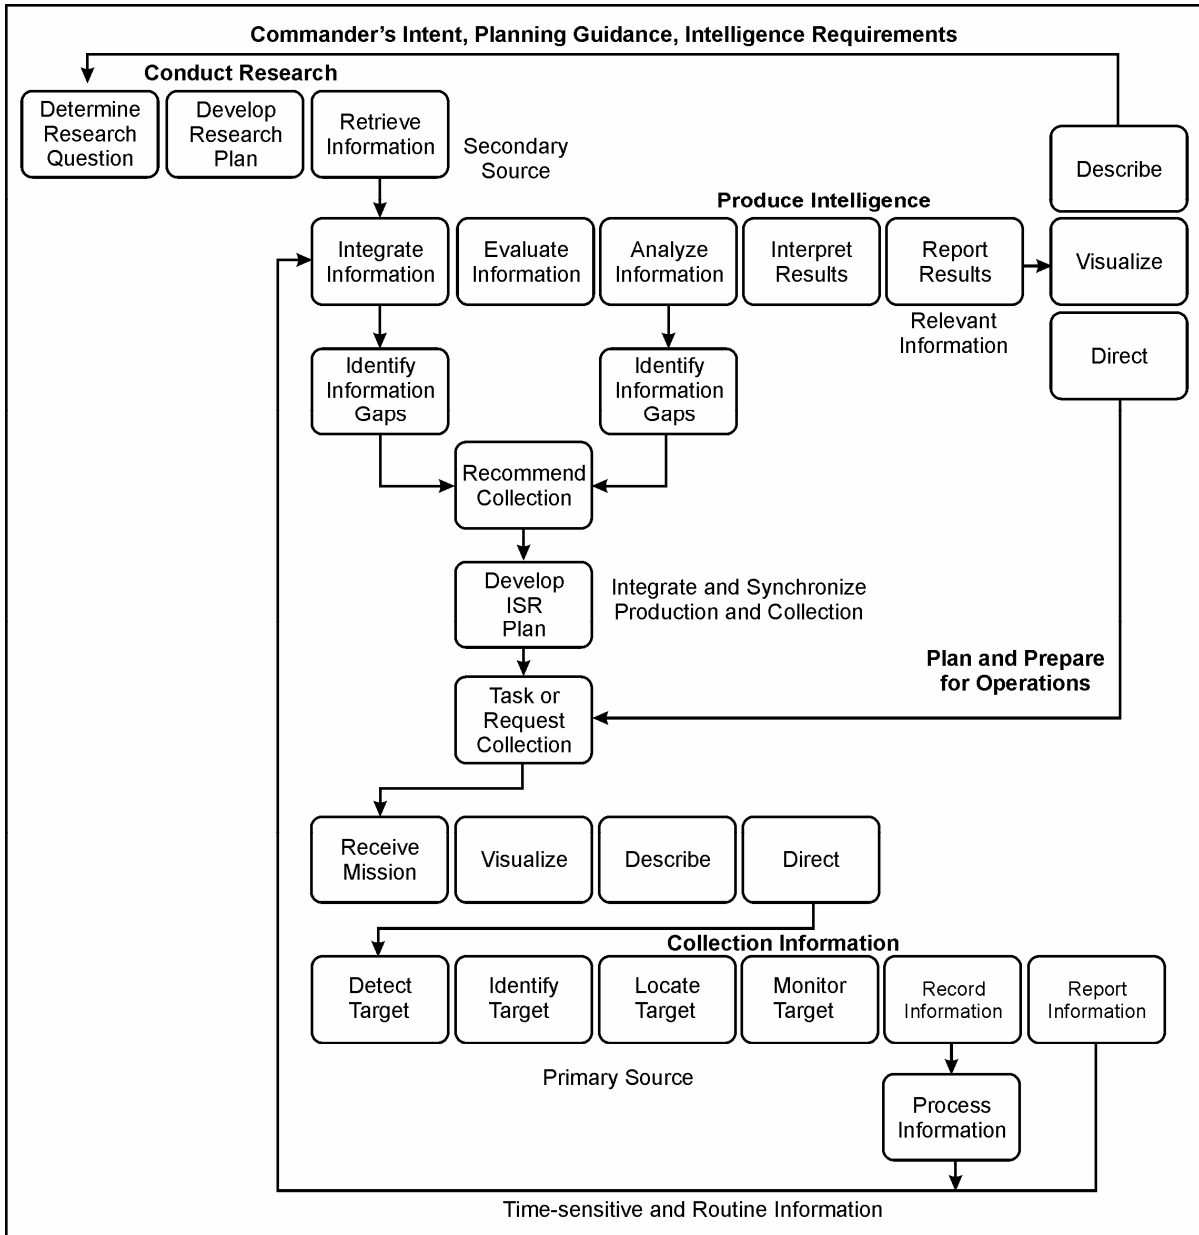 Commander's Intent, Planning Guidance, Intelligence Requirements
Conduct Research
Determine
Research
Question
Develop
Research
Plan
Retrieve
Information
Secondary
Source
Describe
Produce Intelligence
Integrate
Information
Evaluate
Information
Analyze
Information
Interpret
Results
Report
Results
Visualize
Relevant
Information
Direct
Identify
Information
Gaps
Identify
Information
Gaps
Recommend
Collection
Develop
ISR
Plan
Integrate and Synchronize
Production and Collection
Plan and Prepare
for Operations
Task or
Request
Collection
Receive
Mission
Visualize
Describe
Direct
Collection Information
Detect
Target
Identify
Target
Locate
Target
Monitor
Target
Record
Information
Report
Information
Primary Source
Process
Information
Time-sensitive and Routine Information